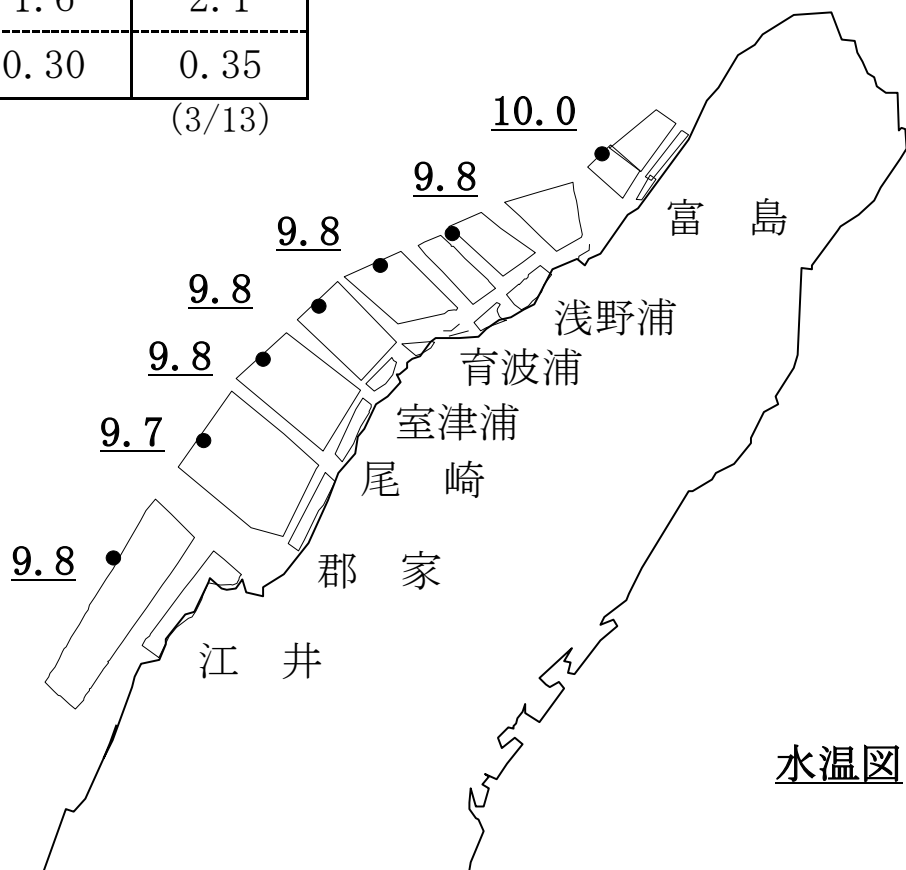 1.6 2.1
0.30 0.35
(3/13)
10.0
9.8
富 島
9.8
9.8
浅野浦
9.8
育波浦
9.7
室津浦
尾 崎
9.8
郡 家
江 井
水温図